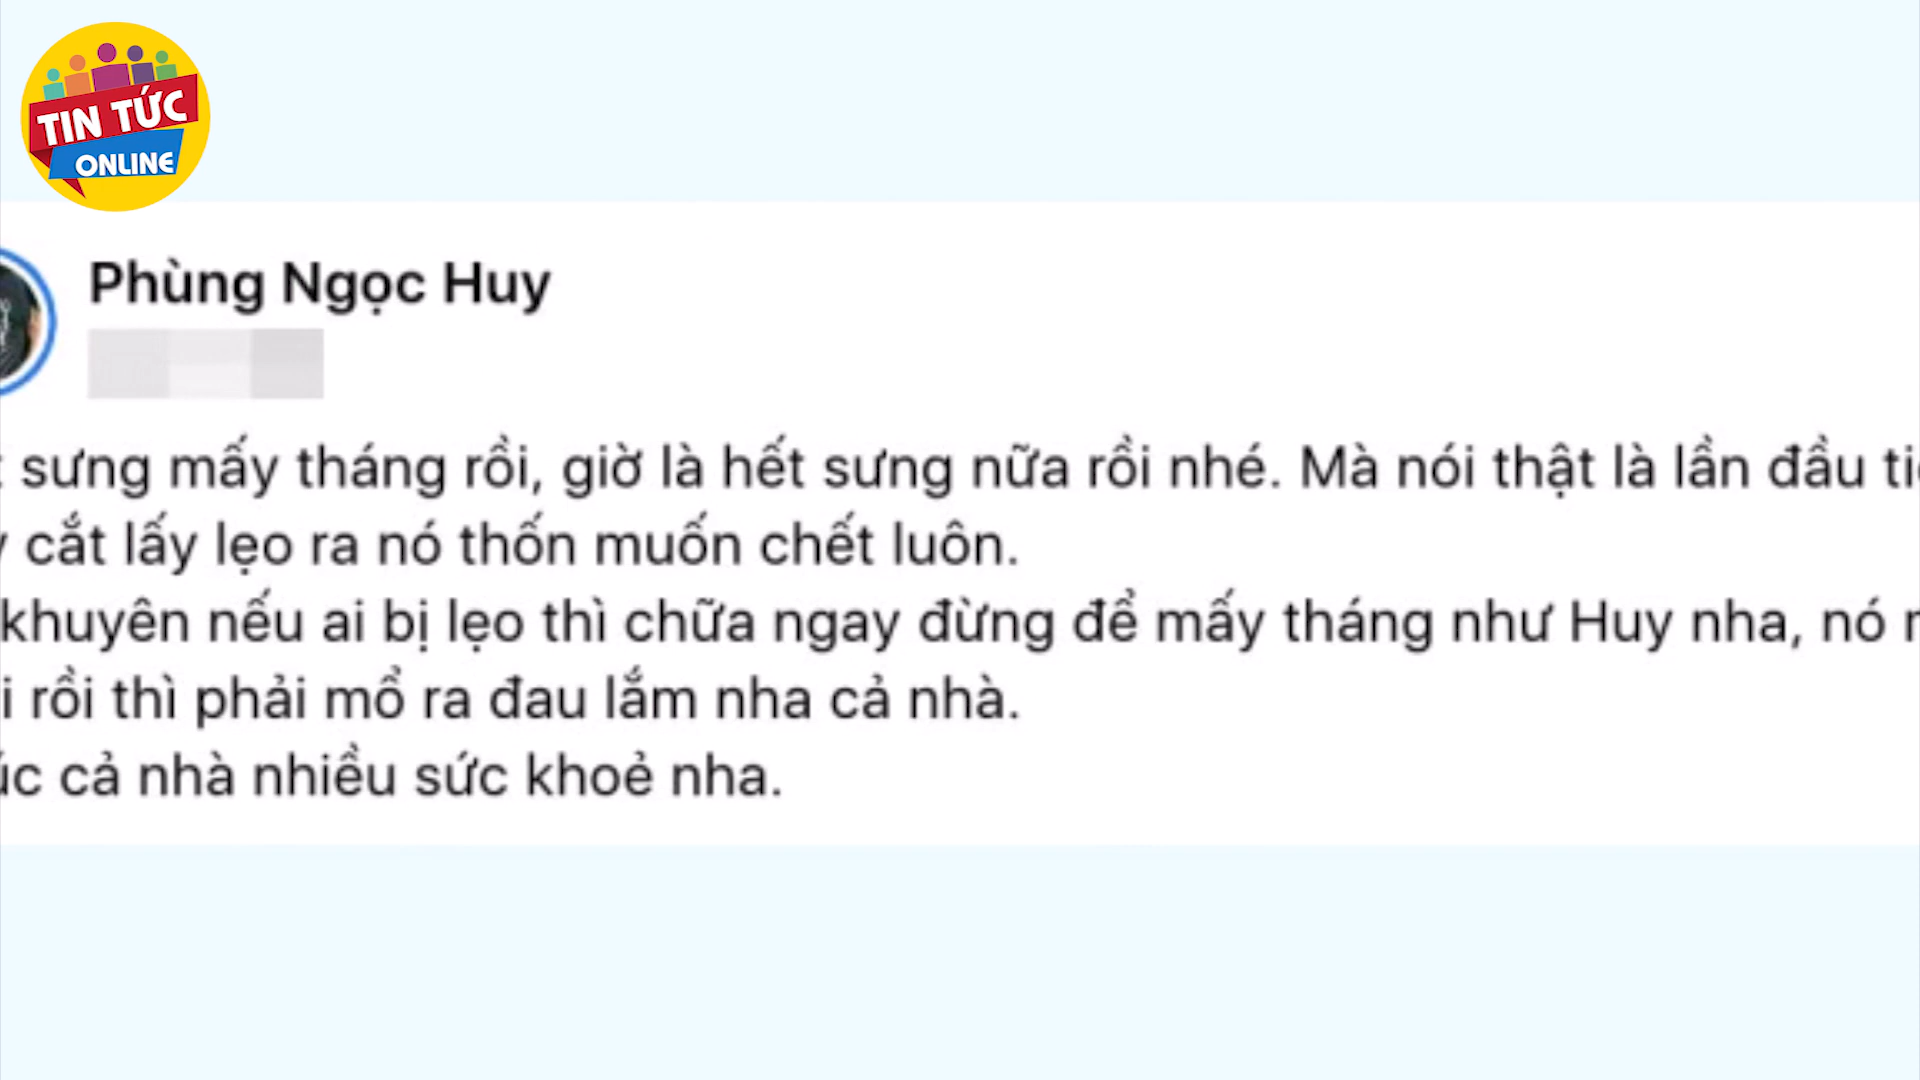 TIN TỨC
ONLINE
Phùng Ngọc Huy
sưng mấy tháng rồi, giờ là hết sưng nữa rồi nhé. Mà nói thật là lần đầu
cắt lấy lẹo ra nó thốn muốn chết luôn.
khuyên nếu ai bị lẹo thì chữa ngay đừng để mấy tháng như Huy nha, nó
rồi thì phải mổ ra đau lắm nha cả nhà.
cả nhà nhiều sức khoẻ nha.